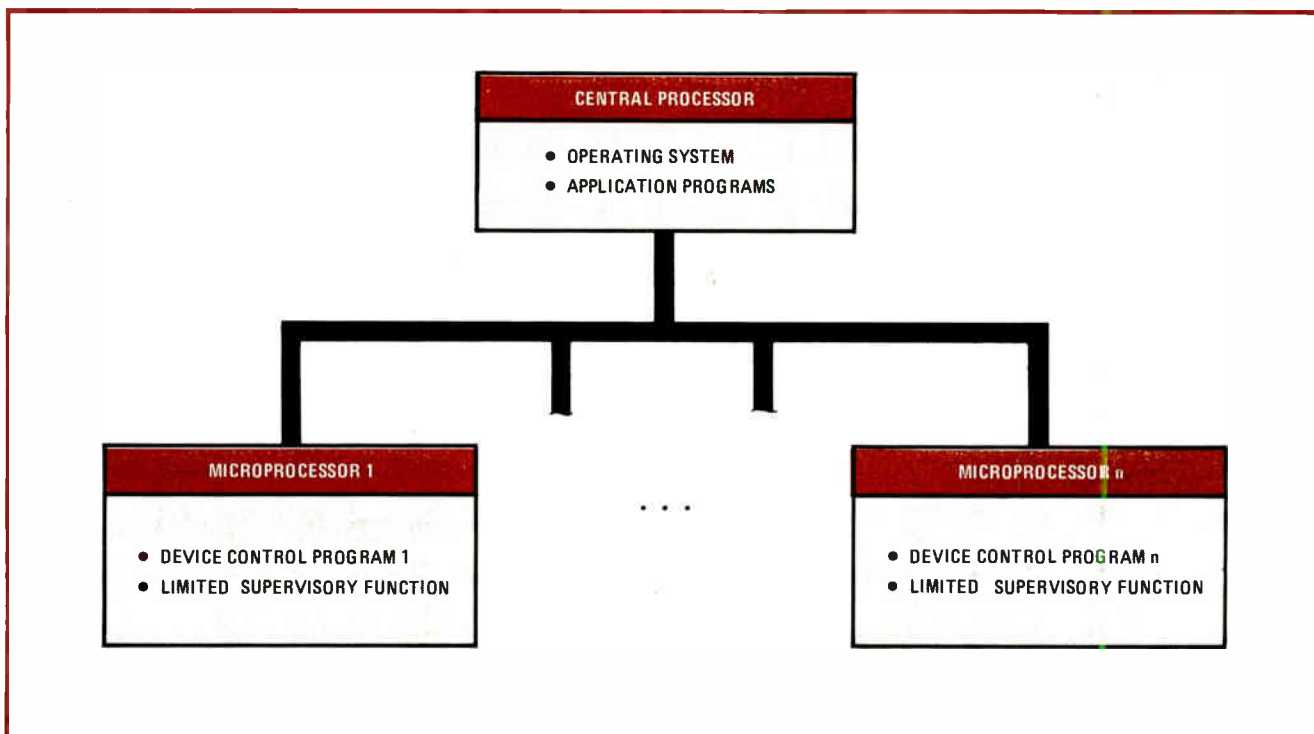 CENTRAL PROCESSOR
● OPERATING SYSTEM
● APPLICATION PROGRAMS
MICROPROCESSOR 1
● DEVICE CONTROL PROGRAM 1
● LIMITED SUPERVISORY FUNCTION
. . .
MICROPROCESSOR n
● DEVICE CONTROL PROGRAM n
● LIMITED SUPERVISORY FUNCTION